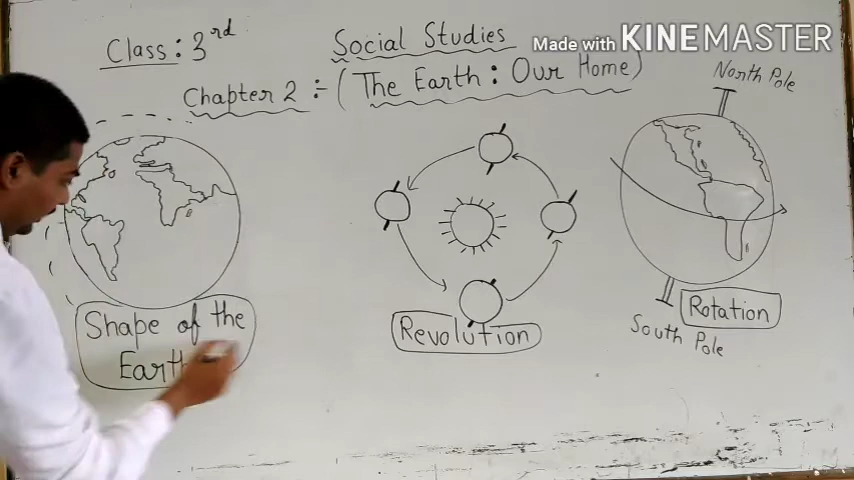 Class : 3rd
Social Studies
Made with KINEMASTER
Chapter 2 :- (The Earth : Our Home)
North Pole
Shape of the
Earth
Revolution
Rotation
South Pole